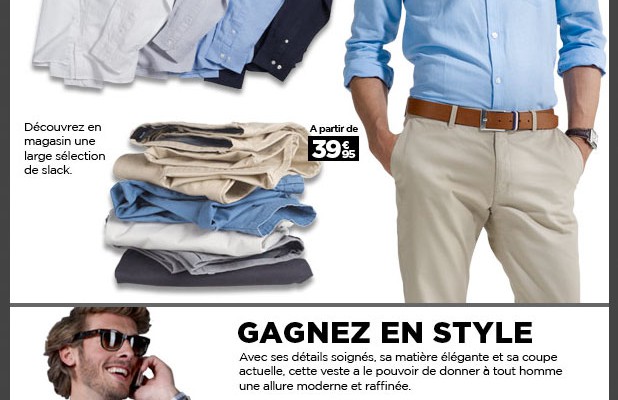 Découvrez en
magasin une
large sélection
de slack.
A partir de
39€95
GAGNEZ EN STYLE
Avec ses détails soignés, sa matière élégante et sa coupe
actuelle, cette veste a le pouvoir de donner à tout homme
une allure moderne et raffinée.